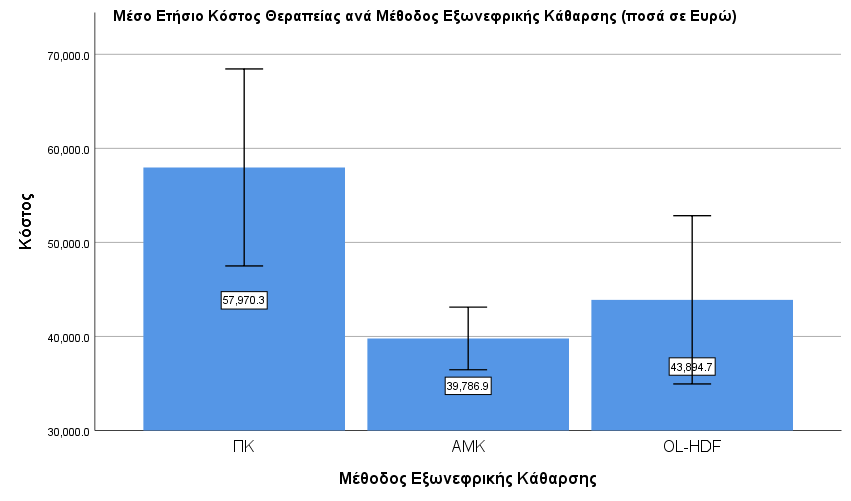 Μέσο Ετήσιο Κόστος Θεραπείας ανά Μέθοδος Εξωνεφρικής Κάθαρσης (ποσά σε Ευρώ)
70,000.0
60,000.0
50,000.0
40,000.0
30,000.0
Κόστος
57,970.3
39,786.9
43,894.7
ΠΚ
ΑΜΚ
OL-HDF
Μέθοδος Εξωνεφρικής Κάθαρσης